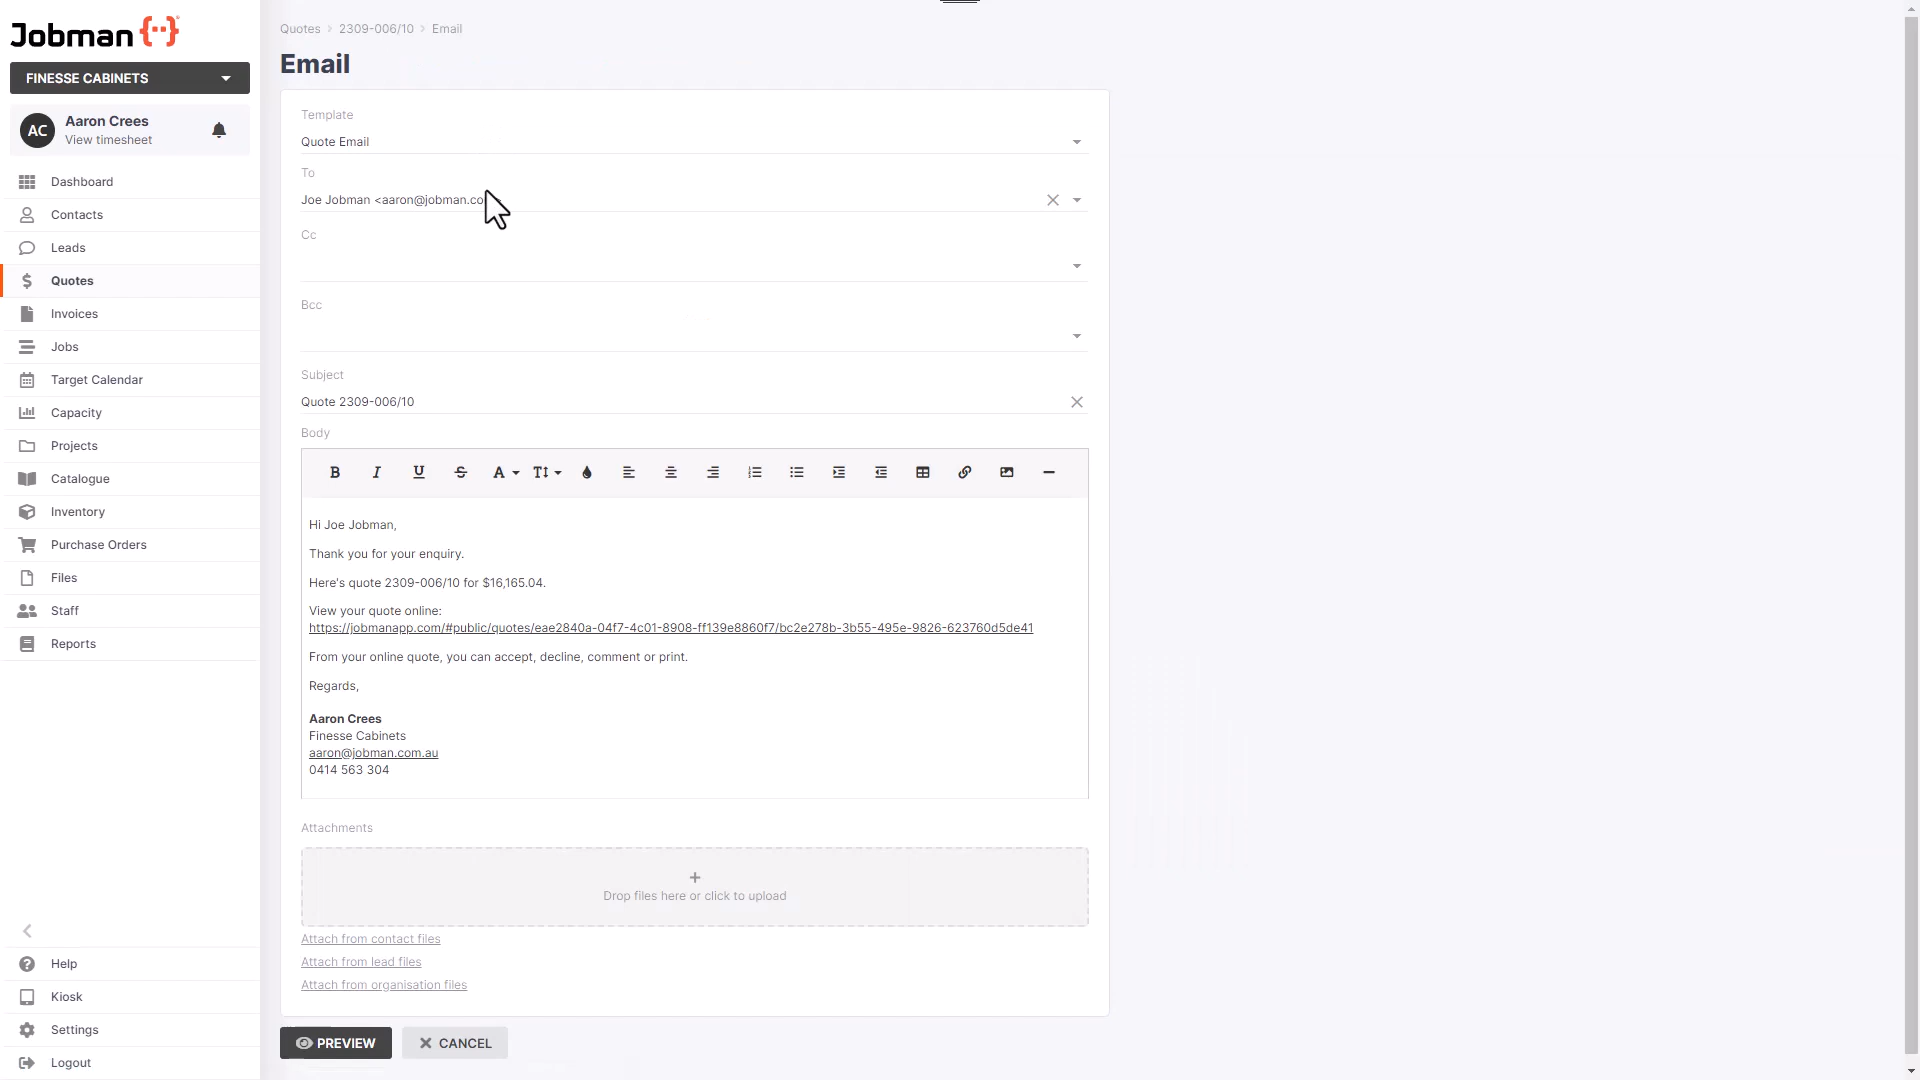 Jobman
FINESSE CABINETS
AC
Aaron Crees
View timesheet
Dashboard
Contacts
Leads
Quotes
Invoices
Jobs
Target Calendar
Capacity
Projects
Catalogue
Inventory
Purchase Orders
Files
Staff
Reports
Help
Kiosk
Settings
Logout
Quotes › 2309-006/10 › Email
Email
Template
Quote Email
To
Joe Jobman <aaron@jobman.co
Cc
Bcc
Subject
Quote 2309-006/10
Body
Hi Joe Jobman,
Thank you for your enquiry.
Here's quote 2309-006/10 for $16,165.04.
View your quote online:
https://jobmanapp.com/#public/quotes/eae2840a-04f7-4c01-8908-ff139e8860f7/bc2e278b-3b55-495e-9826-623760d5de41
From your online quote, you can accept, decline, comment or print.
Regards,
Aaron Crees
Finesse Cabinets
aaron@jobman.com.au
0414 563 304
Attachments
Drop files here or click to upload
Attach from contact files
Attach from lead files
Attach from organisation files
PREVIEW
CANCEL